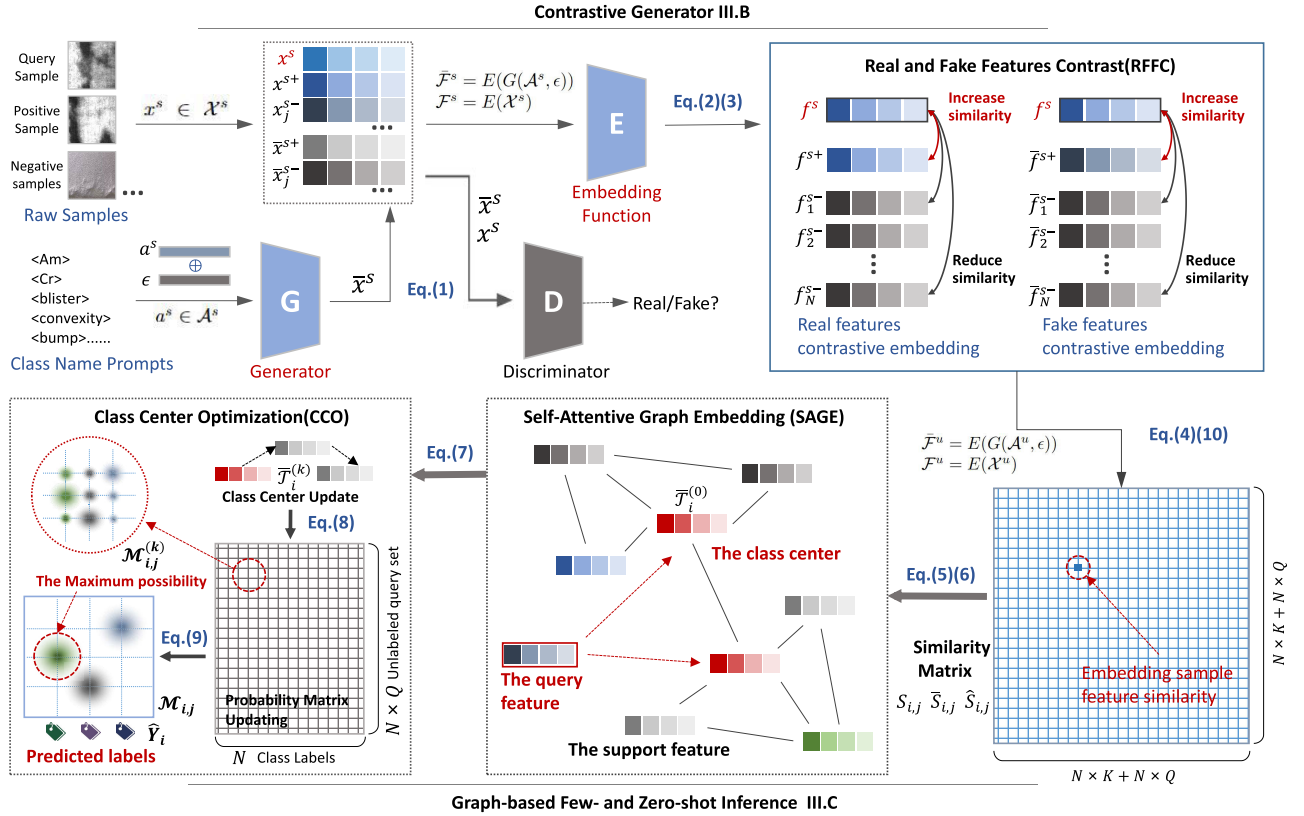 Contrastive Generator III.B
Query
Sample
Positive
Sample
Negative
samples
...
Raw Samples
x^s ∈ 𝒳^s
x^s
x^{s+}
x_j^{s-}
...
x̅^{s+}
x̅_j^{s-}
...
ℱ̄^s = E(G(𝒜^s, ϵ))
ℱ^s = E(𝒳^s)
E
Embedding
Function
Eq.(2)(3)
<Am>
<Cr>
<blister>
<convexity>
<bump>......
Class Name Prompts
a^s
⊕
ϵ
a^s ∈ 𝒜^s
G
Generator
x̅^s
Eq.(1)
x̅^s
x^s
D
Discriminator
Real/Fake?
Real and Fake Features Contrast(RFFC)
f^s
Increase
similarity
f^{s+}
f_1^{s-}
f_2^{s-}
Reduce
similarity
f_N^{s-}
Real features
contrastive embedding
f^s
Increase
similarity
f̅^{s+}
f̅_1^{s-}
f̅_2^{s-}
Reduce
similarity
f̅_N^{s-}
Fake features
contrastive embedding
ℱ̄^u = E(G(𝒜^u, ϵ))
ℱ^u = E(𝒳^u)
Eq.(4)(10)
Class Center Optimization(CCO)
𝒯̅_i^{(k)}
Class Center Update
Eq.(8)
ℳ_{i,j}^{(k)}
The Maximum possibility
Eq.(9)
ℳ_{i,j}
Ŷ_i
Predicted labels
Probability Matrix
Updating
N × Q Unlabeled query set
N Class Labels
Eq.(7)
Self-Attentive Graph Embedding (SAGE)
𝒯̅_i^{(0)}
The class center
The query
feature
The support feature
Eq.(5)(6)
Similarity
Matrix
S_{i,j} S̅_{i,j} Ŝ_{i,j}
Embedding sample
feature similarity
N × K + N × Q
N × K + N × Q
Graph-based Few- and Zero-shot Inference III.C